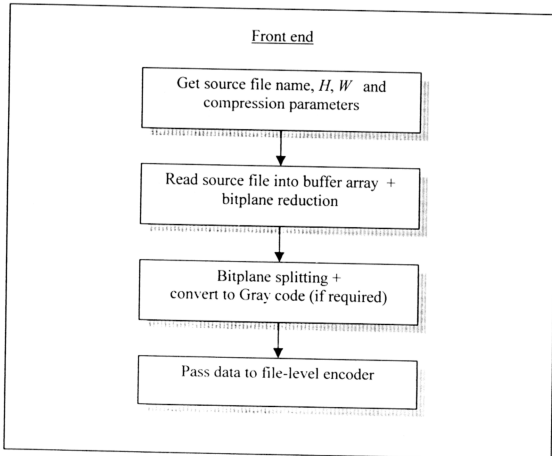 Front end
Get source file name, H, W and
compression parameters
Read source file into buffer array +
bitplane reduction
Bitplane splitting +
convert to Gray code (if required)
Pass data to file-level encoder